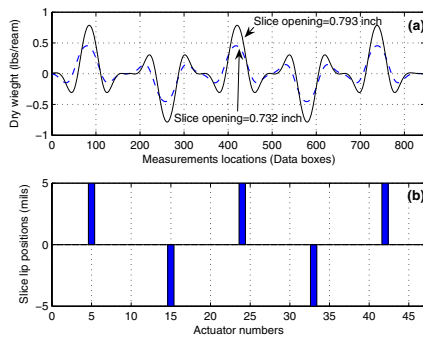 Slice opening=0.793 inch
(a)
1
0.5
0
−0.5
−1
Dry wieght (lbs/ream)
Slice opening=0.732 inch
0 100 200 300 400 500 600 700 800
Measurements locations (Data boxes)
(b)
5
0
−5
Slice lip positions (mils)
0 5 10 15 20 25 30 35 40 45
Actuator numbers